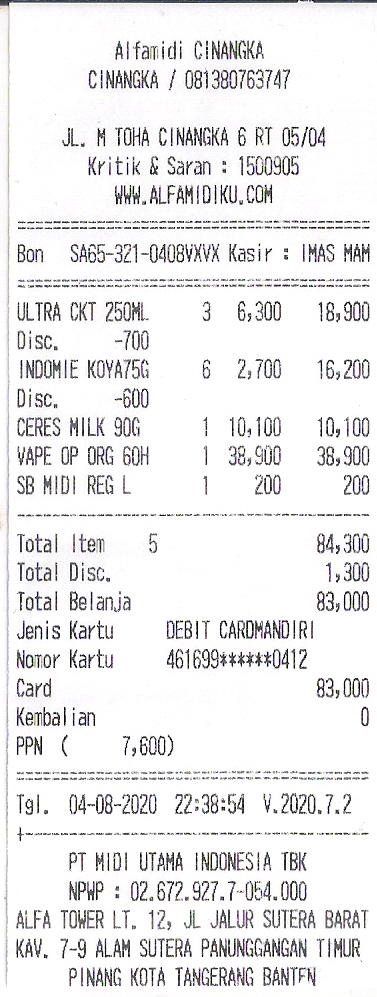 Alfamidi CINANGKA
CINANGKA / 081380763747
JL. M TOHA CINANGKA 6 RT 05/04
Kritik & Saran : 1500905
WWW.ALFAMIDIKU.COM
Bon SA65-321-0408VXVX Kasir : IMAS MAM
ULTRA CKT 250ML 3 6,300 18,900
Disc. -700
INDOMIE KOYA75G 6 2,700 16,200
Disc. -600
CERES MILK 90G 1 10,100 10,100
VAPE OP ORG 60H 1 38,900 38,900
SB MIDI REG L 1 200 200
Total Item 5 84,300
Total Disc. 1,300
Total Belanja 83,000
Jenis Kartu DEBIT CARDMANDIRI
Nomor Kartu 461699******0412
Card 83,000
Kembalian 0
PPN ( 7,600)
Tgl. 04-08-2020 22:38:54 V.2020.7.2
PT MIDI UTAMA INDONESIA TBK
NPWP : 02.672.927.7-054.000
ALFA TOWER LT. 12, JL JALUR SUTERA BARAT
KAV. 7-9 ALAM SUTERA PANUNGGANGAN TIMUR
PINANG KOTA TANGERANG BANTEN